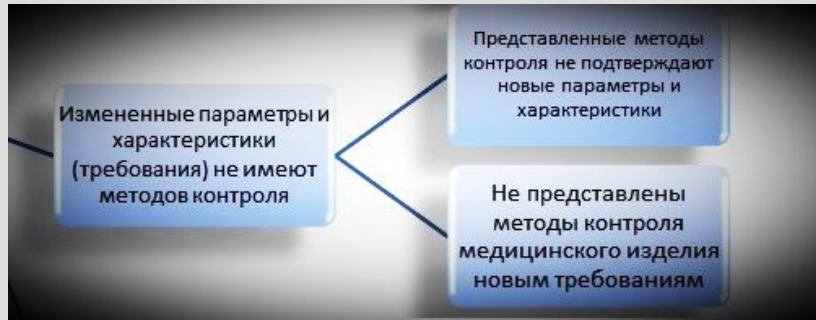 Измененные параметры и
характеристики
(требования) не имеют
методов контроля
Представленные методы
контроля не подтверждают
новые параметры и
характеристики
Не представлены
методы контроля
медицинского изделия
новым требованиям